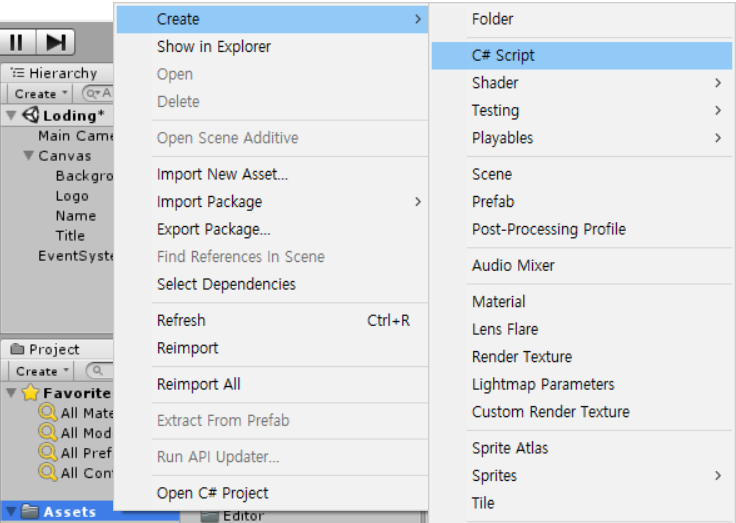 Hierarchy
Create
Loding*
Main Came
Canvas
Backgro
Logo
Name
Title
EventSyste
Project
Create
Favorite
All Mate
All Mod
All Pref
All Con
Assets
Editor
Create
Show in Explorer
Open
Delete
Open Scene Additive
Import New Asset...
Import Package
Export Package...
Find References In Scene
Select Dependencies
Refresh Ctrl+R
Reimport
Reimport All
Extract From Prefab
Run API Updater...
Open C# Project
Folder
C# Script
Shader
Testing
Playables
Scene
Prefab
Post-Processing Profile
Audio Mixer
Material
Lens Flare
Render Texture
Lightmap Parameters
Custom Render Texture
Sprite Atlas
Sprites
Tile